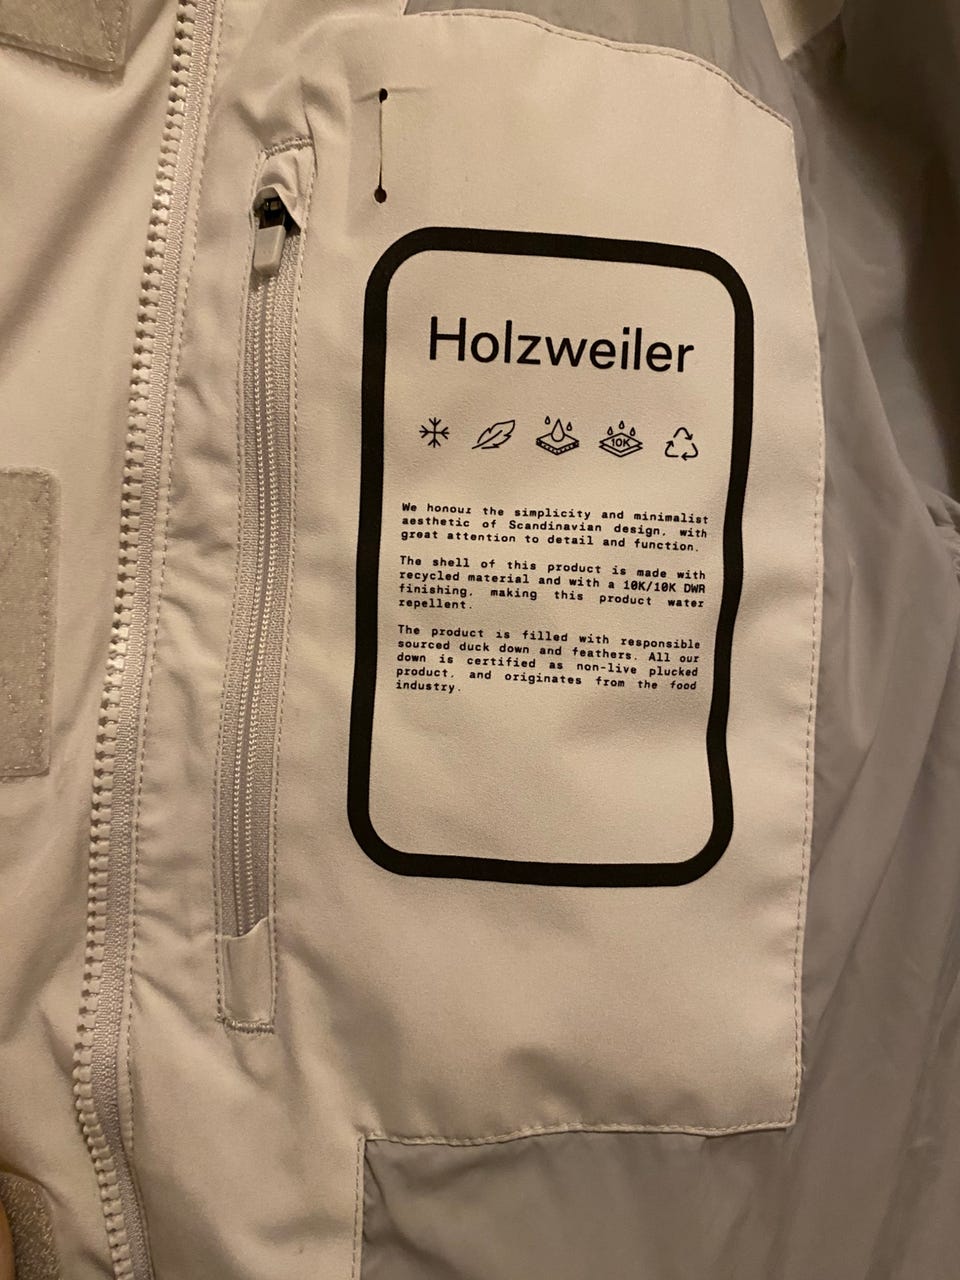 Holzweiler
10K
We honour the simplicity and minimalist
aesthetic of Scandinavian design, with
great attention to detail and function.
The shell of this product is made with
recycled material and with a 10K/10K DWR
finishing, making this product water
repellent.
The product is filled with responsible
sourced duck down and feathers. All our
down is certified as non-live plucked
product, and originates from the food
industry.